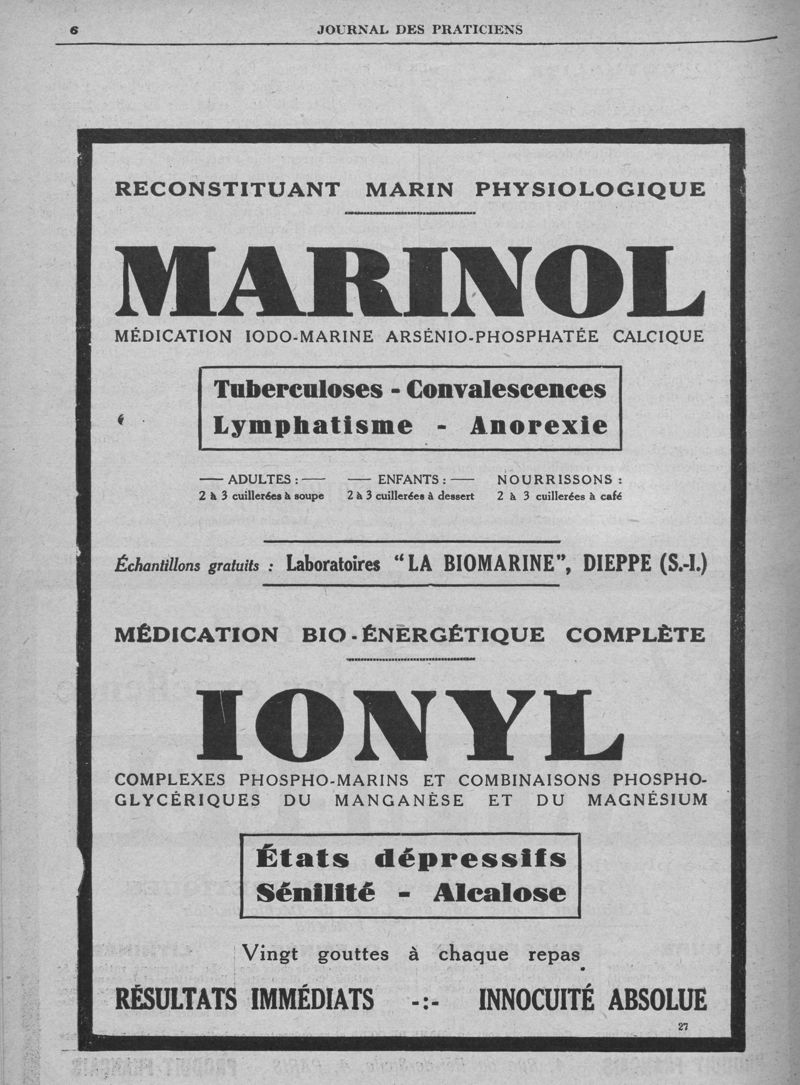 6
JOURNAL DES PRATICIENS
RECONSTITUANT MARIN PHYSIOLOGIQUE
MARINOL
MÉDICATION IODO-MARINE ARSÉNIO-PHOSPHATÉE CALCIQUE
Tuberculoses - Convalescences
Lymphatisme - Anorexie
— ADULTES : — — ENFANTS : — NOURRISSONS :
2 à 3 cuillerées à soupe 2 à 3 cuillerées à dessert 2 à 3 cuillerées à café
Échantillons gratuits : Laboratoires "LA BIOMARINE", DIEPPE (S.-I.)
MÉDICATION BIO-ÉNERGÉTIQUE COMPLÈTE
IONYL
COMPLEXES PHOSPHO-MARINS ET COMBINAISONS PHOSPHO-
GLYCÉRIQUES DU MANGANÈSE ET DU MAGNÉSIUM
États dépressifs
Sénilité - Alcalose
Vingt gouttes à chaque repas
RÉSULTATS IMMÉDIATS -:- INNOCUITÉ ABSOLUE
27